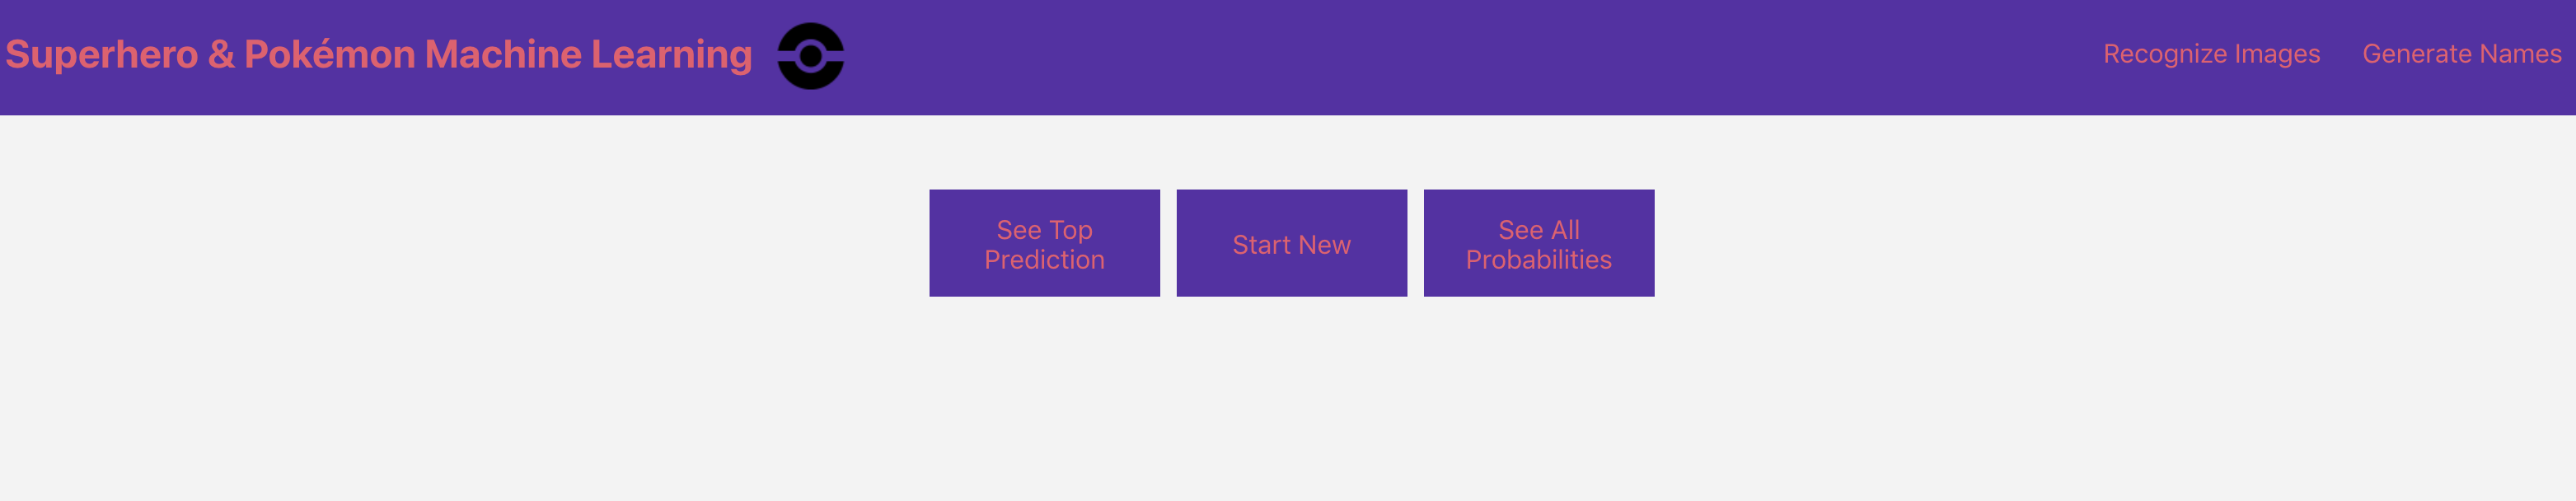 Superhero & Pokémon Machine Learning
Recognize Images
Generate Names
See Top
Prediction
Start New
See All
Probabilities